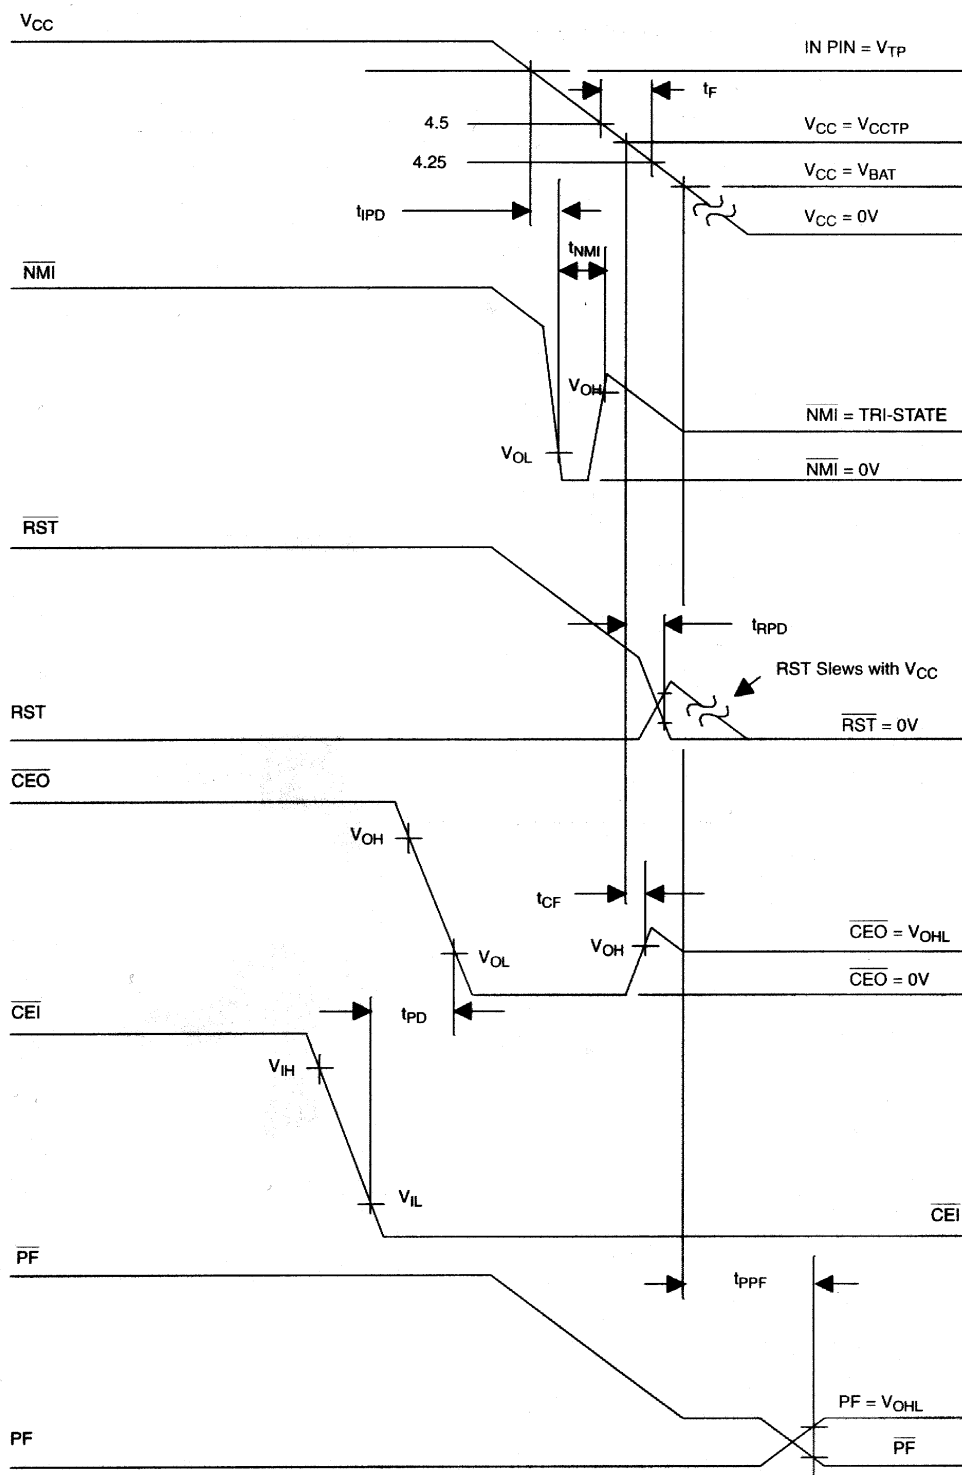 VCC
IN PIN = VTP
tF
4.5
VCC = VCCTP
4.25
VCC = VBAT
tIPD
VCC = 0V
tNMI
NMI
VOH
NMI = TRI-STATE
VOL
NMI = 0V
RST
tRPD
RST Slews with VCC
RST
RST = 0V
CEO
VOH
tCF
CEO = VOHL
VOH
VOL
CEO = 0V
CEI
tPD
VIH
VIL
CEI
PF
tPPF
PF = VOHL
PF
PF